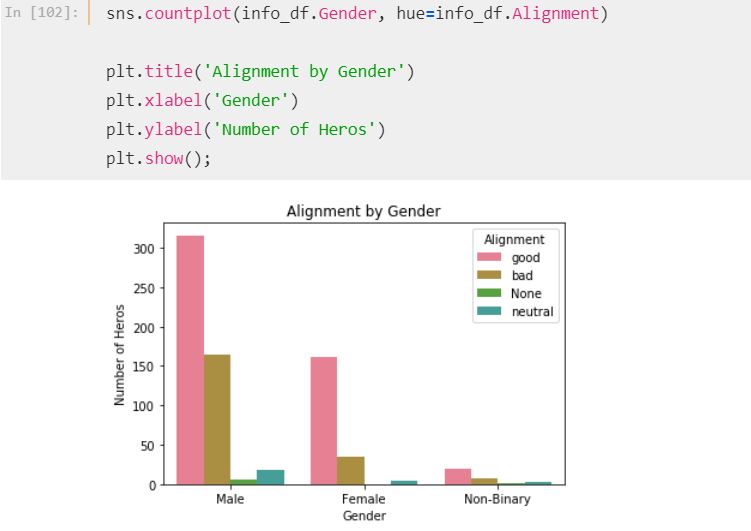 In [102]: sns.countplot(info_df.Gender, hue=info_df.Alignment)
plt.title('Alignment by Gender')
plt.xlabel('Gender')
plt.ylabel('Number of Heros')
plt.show();
Alignment by Gender
Number of Heros
300
250
200
150
100
50
0
Alignment
good
bad
None
neutral
Male Female Non-Binary
Gender